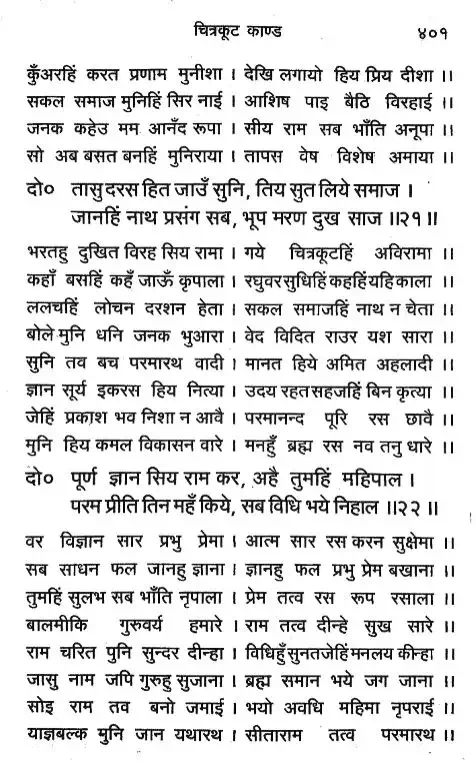 चित्रकूट काण्ड ४०१
कुँअरहिं करत प्रणाम मुनीशा । देखि लगायो हिय प्रिय दीशा ॥
सकल समाज मुनिहिं सिर नाई । आशिष पाइ बैठि विरहाई ॥
जनक कहेउ मम आनँद रूपा । सीय राम सब भाँति अनूपा ॥
सो अब बसत बनहिं मुनिराया । तापस वेष विशेष अमाया ॥
दो० तासु दरस हित जाउँ सुनि, तिय सुत लिये समाज ।
जानहिं नाथ प्रसंग सब, भूप मरण दुख साज ॥२१॥
भरतहु दुखित विरह सिय रामा । गये चित्रकूटहिं अविरामा ॥
कहाँ बसहिं कहँ जाऊँ कृपाला । रघुवर सुधिहिं कहहिं यहि काला ॥
ललचहिं लोचन दरशन हेता । सकल समाजहिं नाथ न चेता ॥
बोले मुनि धनि जनक भुआरा । वेद विदित राउर यश सारा ॥
सुनि तव बच परमारथ वादी । मानत हिये अमित अहलादी ॥
ज्ञान सूर्य इकरस हिय नित्या । उदय रहत सहजहिं बिन कृत्या ॥
जेहिं प्रकाश भव निशा न आवै । परमानन्द पूरि रस छावै ॥
मुनि हिय कमल विकासन वारे । मनहुँ ब्रह्म रस नव तनु धारे ॥
दो० पूर्ण ज्ञान सिय राम कर, अहै तुमहिं महिपाल ।
परम प्रीति तिन महँ किये, सब विधि भये निहाल ॥२२॥
वर विज्ञान सार प्रभु प्रेमा । आत्म सार रस करन सुक्षेमा ॥
सब साधन फल जानहु ज्ञाना । ज्ञानहु फल प्रभु प्रेम बखाना ॥
तुमहिं सुलभ सब भाँति नृपाला । प्रेम तत्व रस रूप रसाला ॥
बालमीकि गुरुवर्य हमारे । राम तत्व दीन्हे सुख सारे ॥
राम चरित पुनि सुन्दर दीन्हा । विधिहुँ सुनत जेहिं मन लय कीन्हा ॥
जासु नाम जपि गुरुहु सुजाना । ब्रह्म समान भये जग जाना ॥
सोइ राम तव बनो जमाई । भयो अवधि महिमा नृपराई ॥
याज्ञबल्क मुनि जान यथारथ । सीताराम तत्व परमारथ ॥